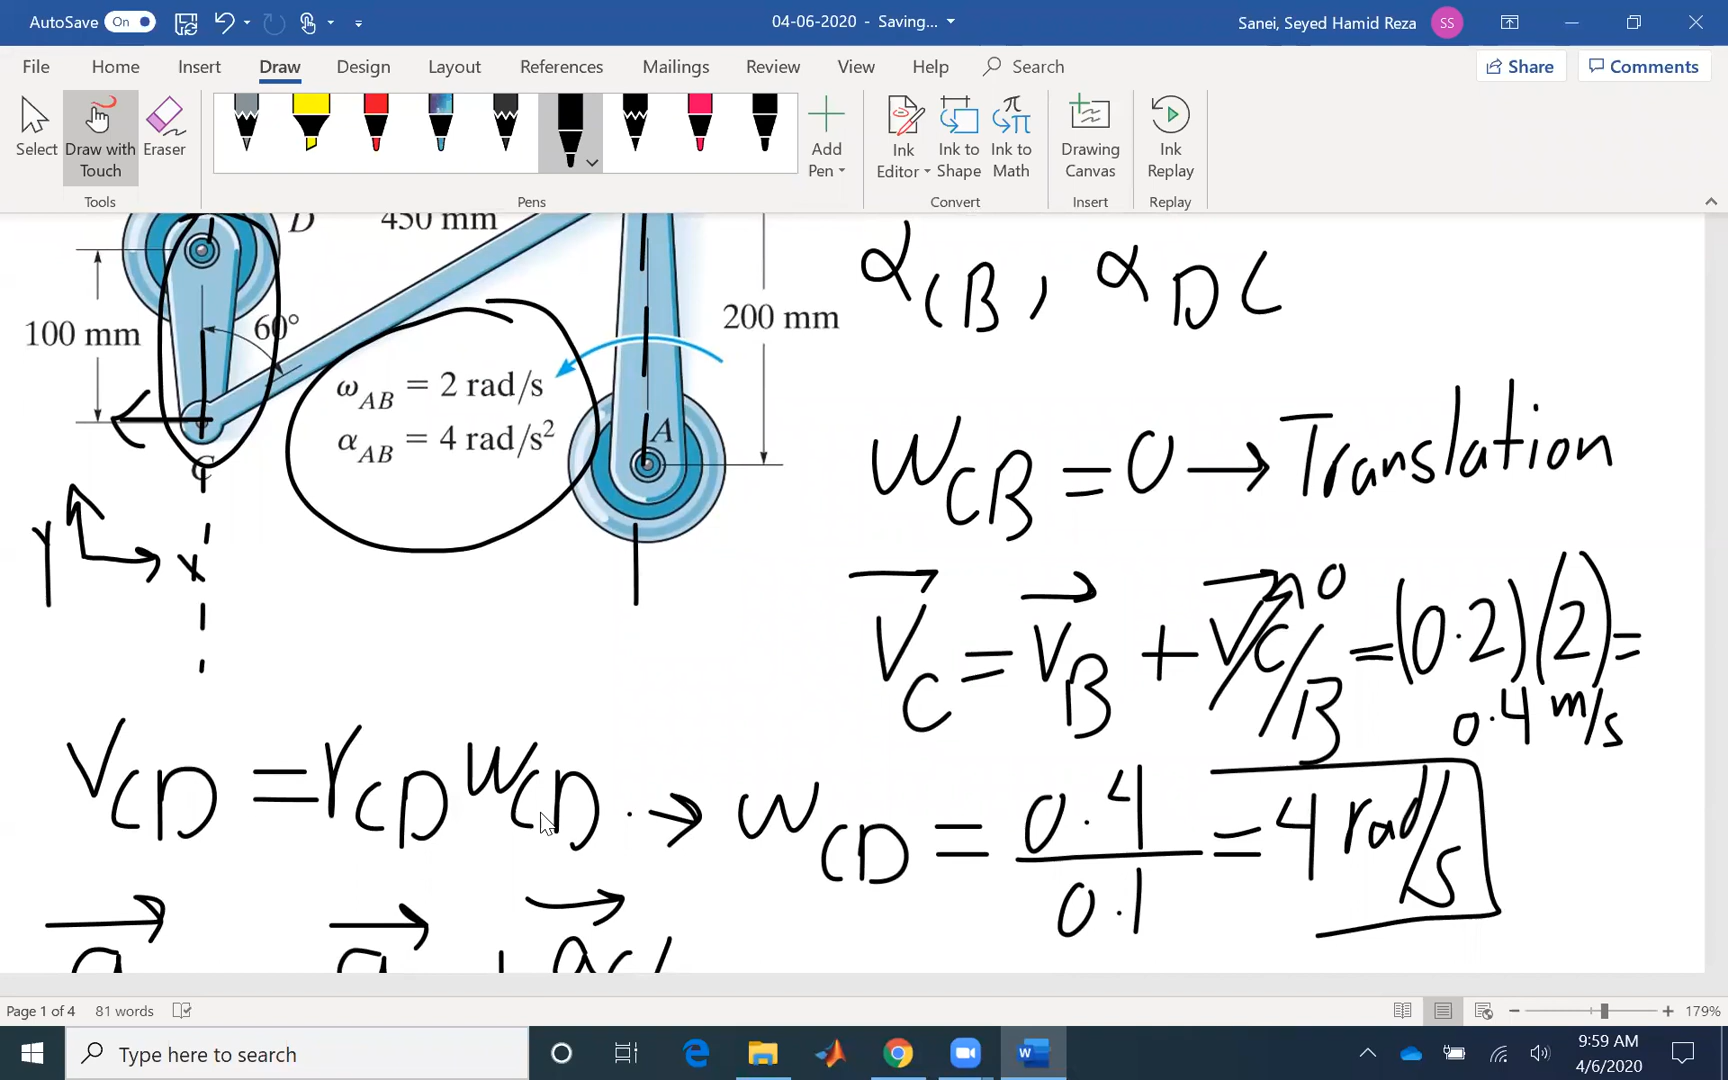 AutoSave On 04-06-2020 - Saving... Sanei, Seyed Hamid Reza SS
File Home Insert Draw Design Layout References Mailings Review View Help Search Share Comments
Select Draw with Touch Eraser Add Pen Ink Editor Ink to Shape Ink to Math Drawing Canvas Ink Replay
Tools Pens Convert Insert Replay
D 450 mm
100 mm 60° 200 mm
ω_AB = 2 rad/s
α_AB = 4 rad/s²
A
C
Y x
α_CB, α_DC
W_CB = 0 → Translation
V_C = V_B + V_C/B 0 = (0.2)(2) =
0.4 m/s
V_CD = r_CD W_CD. → W_CD = 0.4 / 0.1 = 4 rad/s
Page 1 of 4 81 words 179%
Type here to search 9:59 AM
4/6/2020